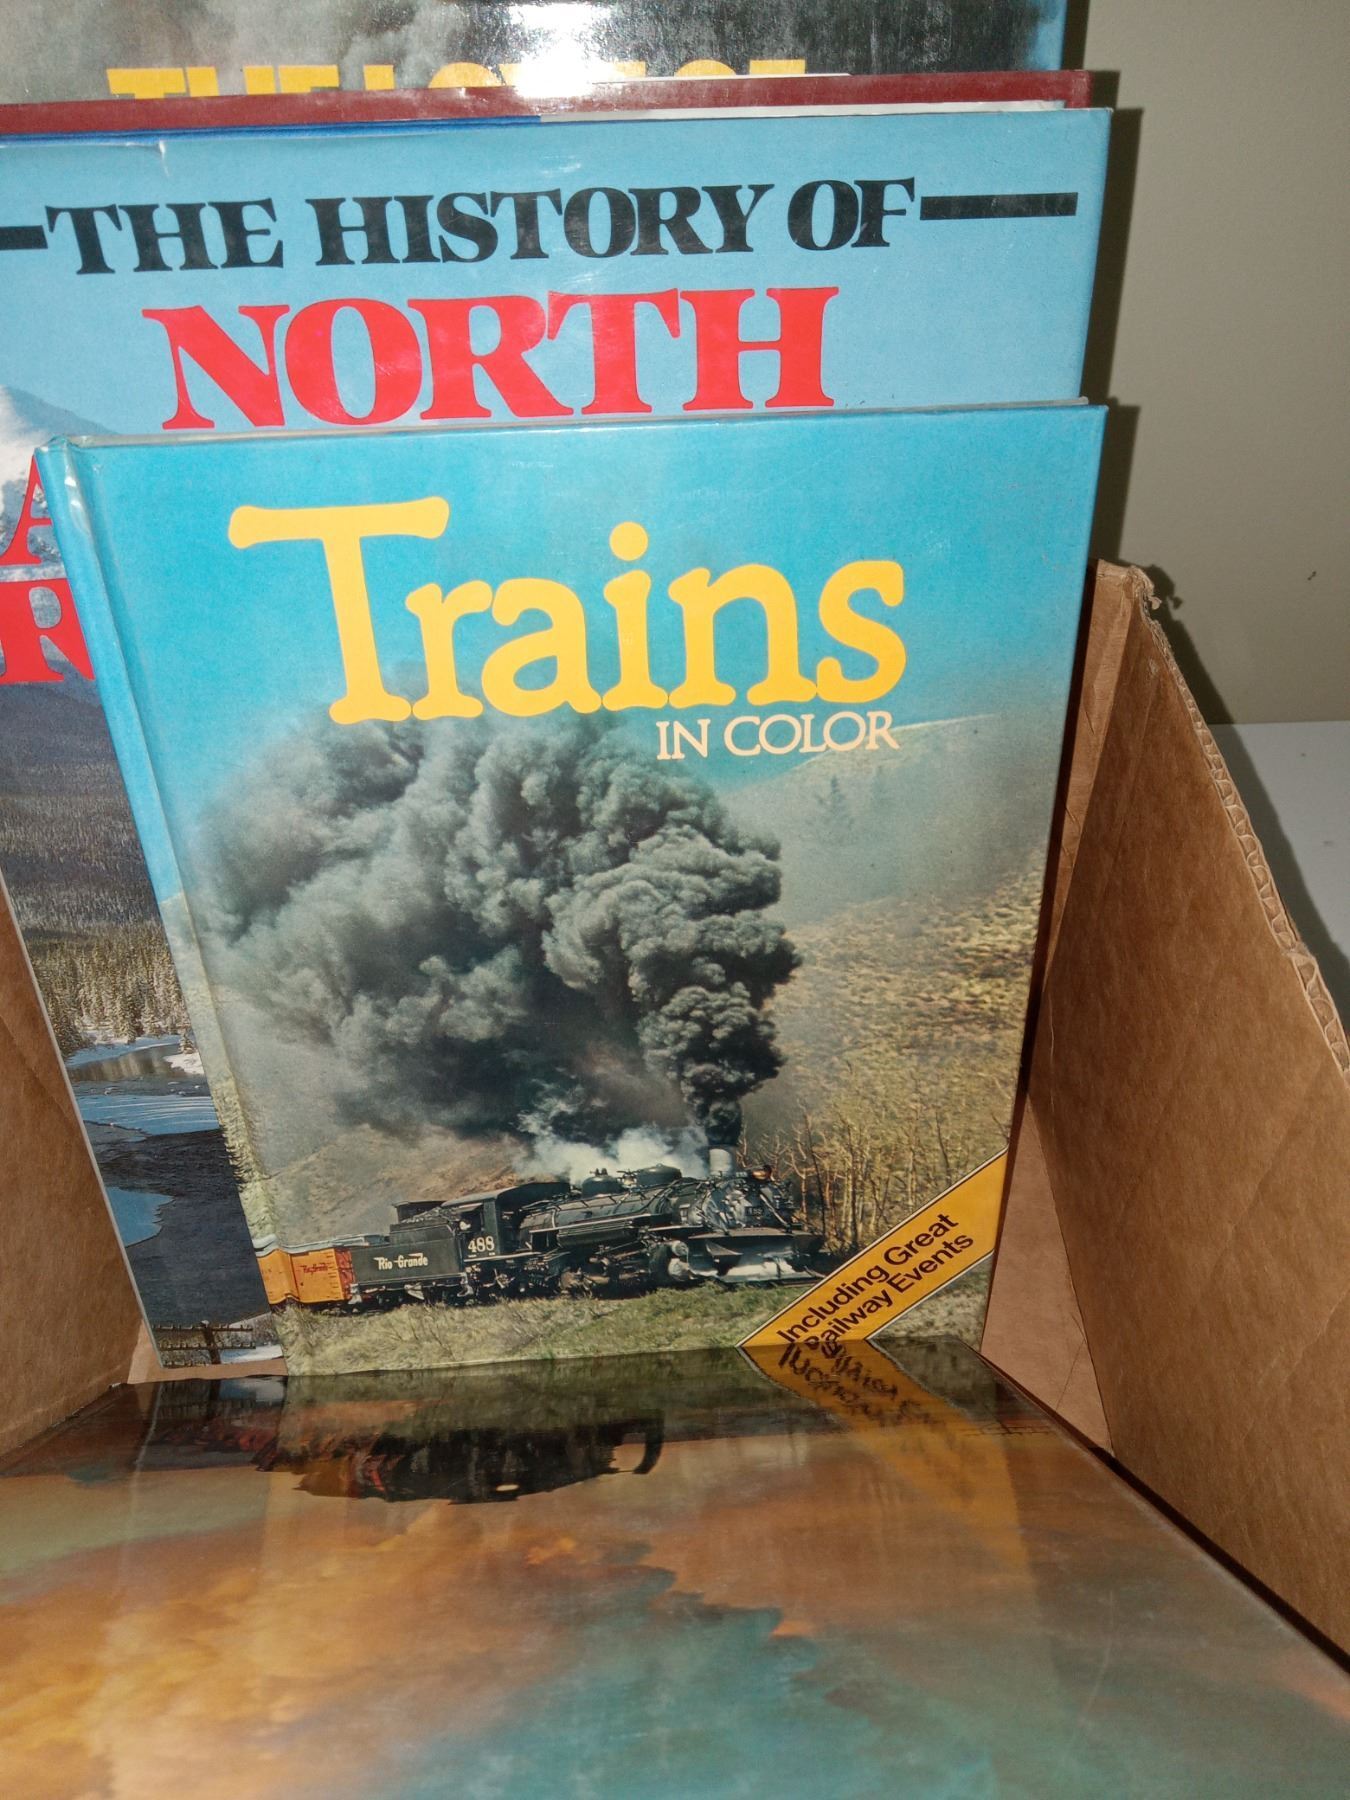 THE HISTORY OF
NORTH
Trains
IN COLOR
488
Rio Grande
Including Great
Railway Events